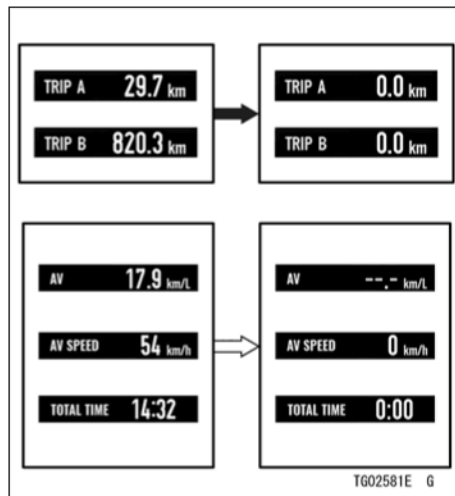 TRIP A 29.7 km
TRIP B 820.3 km
TRIP A 0.0 km
TRIP B 0.0 km
AV 17.9 km/L
AV SPEED 54 km/h
TOTAL TIME 14:32
AV --.- km/L
AV SPEED 0 km/h
TOTAL TIME 0:00
TG02581E G